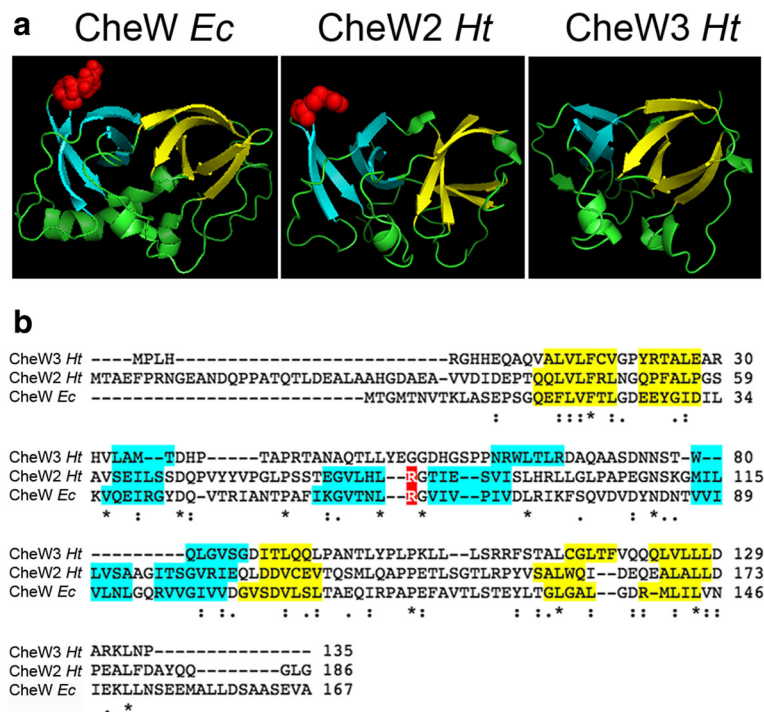 a CheW Ec CheW2 Ht CheW3 Ht
b
CheW3 Ht ----MPLH--------------------------RGHHEQAQVALVLFCVGPYRTALEAR 30
CheW2 Ht MTAEFPRNGEANDQPPATQTLDEALAAHGDAEA-VVDIDEPTQQLVLFRLNGQPFALPGS 59
CheW Ec --------------------------MTGMTNVTKLASEPSGQEFLVFTLGDEEYGIDIL 34
: :::* :. .:
CheW3 Ht HVLAM--TDHP-----TAPRTANAQTLLYEGGDHGSPPNRWLTLRDAQAASDNNST-W-- 80
CheW2 Ht AVSEILSSDQPVYYVPGLPSSTEGVLHL--RGTIE--SVISLHRLLGLPAPEGNSKGMIL 115
CheW Ec KVQEIRGYDQ-VTRIANTPAFIKGVTNL--RGVIV--PIVDLRIKFSQVDVDYNDNTVVI 89
* : *: * :. * * * . : *..
CheW3 Ht ---------QLGVSGDITLQQLPANTLYPLPKLL--LSRRFSTALCGLTFVQQQLVLLLD 129
CheW2 Ht LVSAAGITSGVRIEQLDDVCEVTQSMLQAPPETLSGTLRPYVSALWQI--DEQEALALLD 173
CheW Ec VLNLGQRVVGIVVDGVSDVLSLTAEQIRPAPEFAVTLSTEYLTGLGAL--GDR-MLILVN 146
: :. : : . : *: : :.* : :: : *::
CheW3 Ht ARKLNP--------------- 135
CheW2 Ht PEALFDAYQQ--------GLG 186
CheW Ec IEKLLNSEEMALLDSAASEVA 167
. *